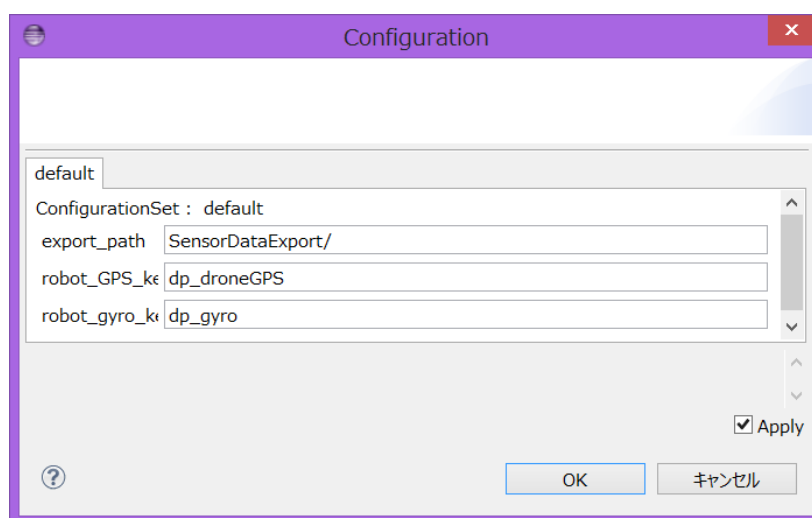 Configuration
default
ConfigurationSet : default
export_path SensorDataExport/
robot_GPS_ke dp_droneGPS
robot_gyro_ke dp_gyro
Apply
OK キャンセル